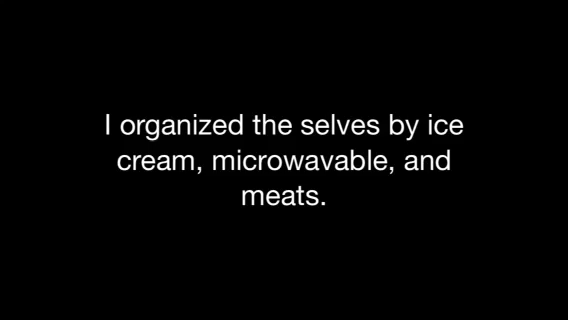 I organized the selves by ice
cream, microwavable, and
meats.